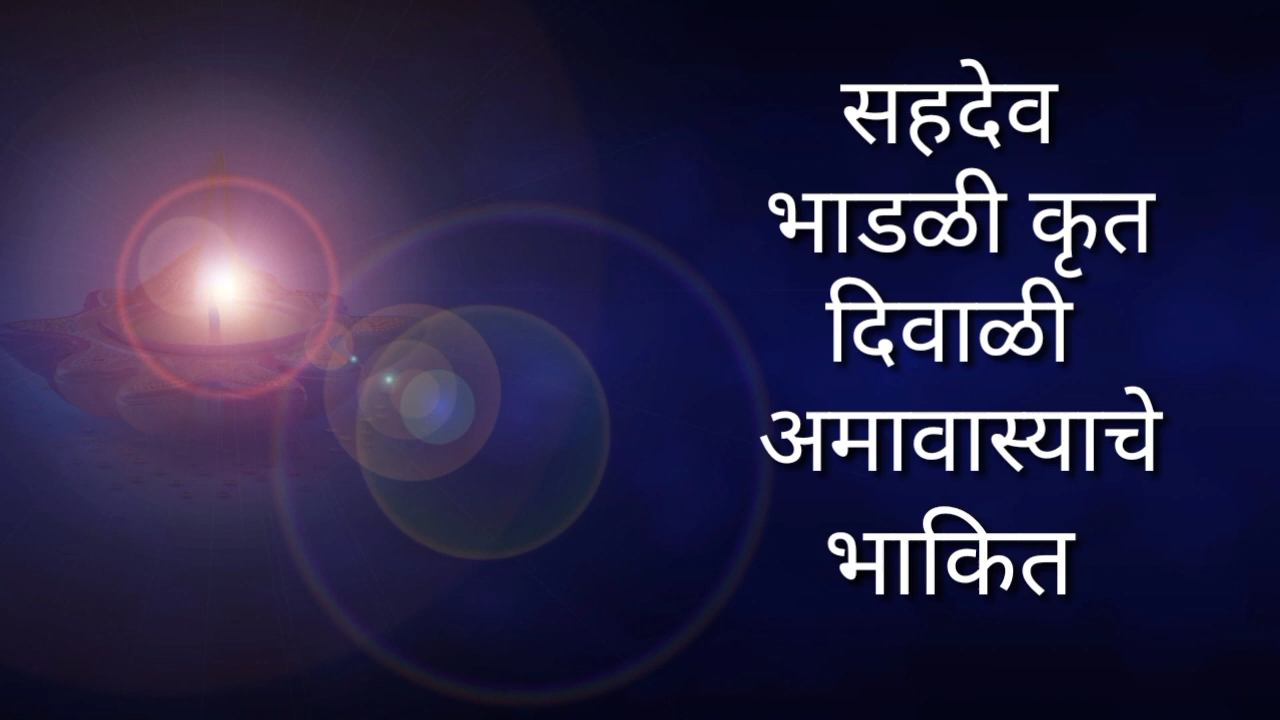 सहदेव
भाडळी कृत
दिवाळी
अमावास्याचे
भाकित